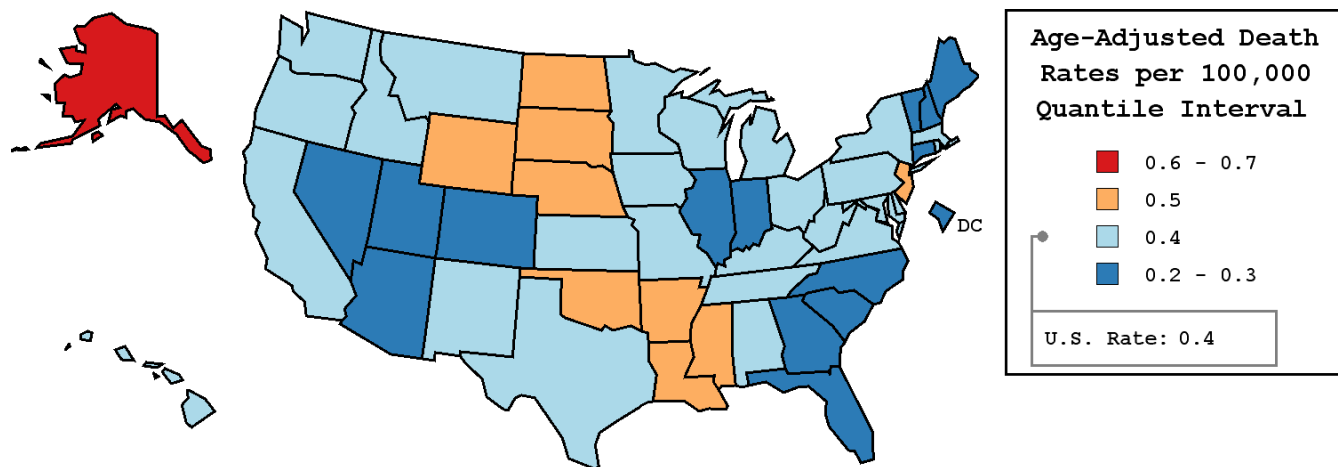 Age-Adjusted Death
Rates per 100,000
Quantile Interval
0.6 - 0.7
0.5
0.4
0.2 - 0.3
U.S. Rate: 0.4
DC